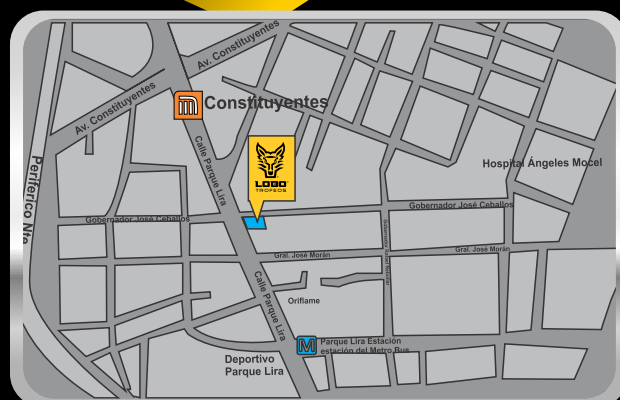 Av. Constituyentes
Av. Constituyentes
Constituyentes
Calle Parque Lira
LOBO
TROFEOS
Hospital Ángeles Mocel
Periférico Nte.
Gobernador José Ceballos
Gobernador José Ceballos
Gral. José Morán
Gral. José Morán
Calle Parque Lira
Oriflame
M
Parque Lira Estación
estación del Metro Bus
Deportivo
Parque Lira